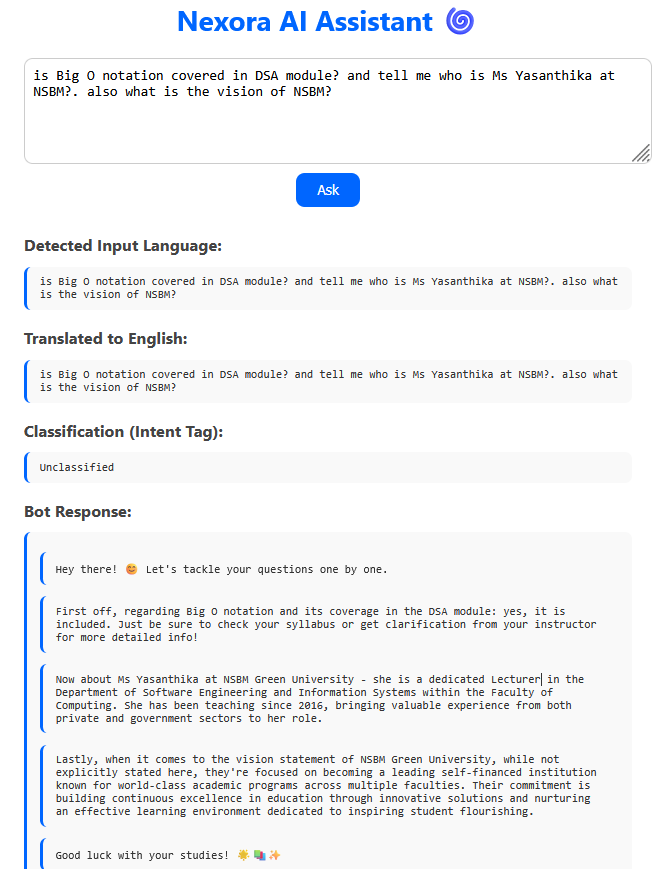 Nexora AI Assistant 🌀
is Big O notation covered in DSA module? and tell me who is Ms Yasanthika at
NSBM?. also what is the vision of NSBM?
Ask
Detected Input Language:
is Big O notation covered in DSA module? and tell me who is Ms Yasanthika at NSBM?. also what
is the vision of NSBM?
Translated to English:
is Big O notation covered in DSA module? and tell me who is Ms Yasanthika at NSBM?. also what
is the vision of NSBM?
Classification (Intent Tag):
Unclassified
Bot Response:
Hey there! 😊 Let's tackle your questions one by one.
First off, regarding Big O notation and its coverage in the DSA module: yes, it is
included. Just be sure to check your syllabus or get clarification from your instructor
for more detailed info!
Now about Ms Yasanthika at NSBM Green University - she is a dedicated Lecturer in the
Department of Software Engineering and Information Systems within the Faculty of
Computing. She has been teaching since 2016, bringing valuable experience from both
private and government sectors to her role.
Lastly, when it comes to the vision statement of NSBM Green University, while not
explicitly stated here, they're focused on becoming a leading self-financed institution
known for world-class academic programs across multiple faculties. Their commitment is
building continuous excellence in education through innovative solutions and nurturing
an effective learning environment dedicated to inspiring student flourishing.
Good luck with your studies! 🌟📚✨